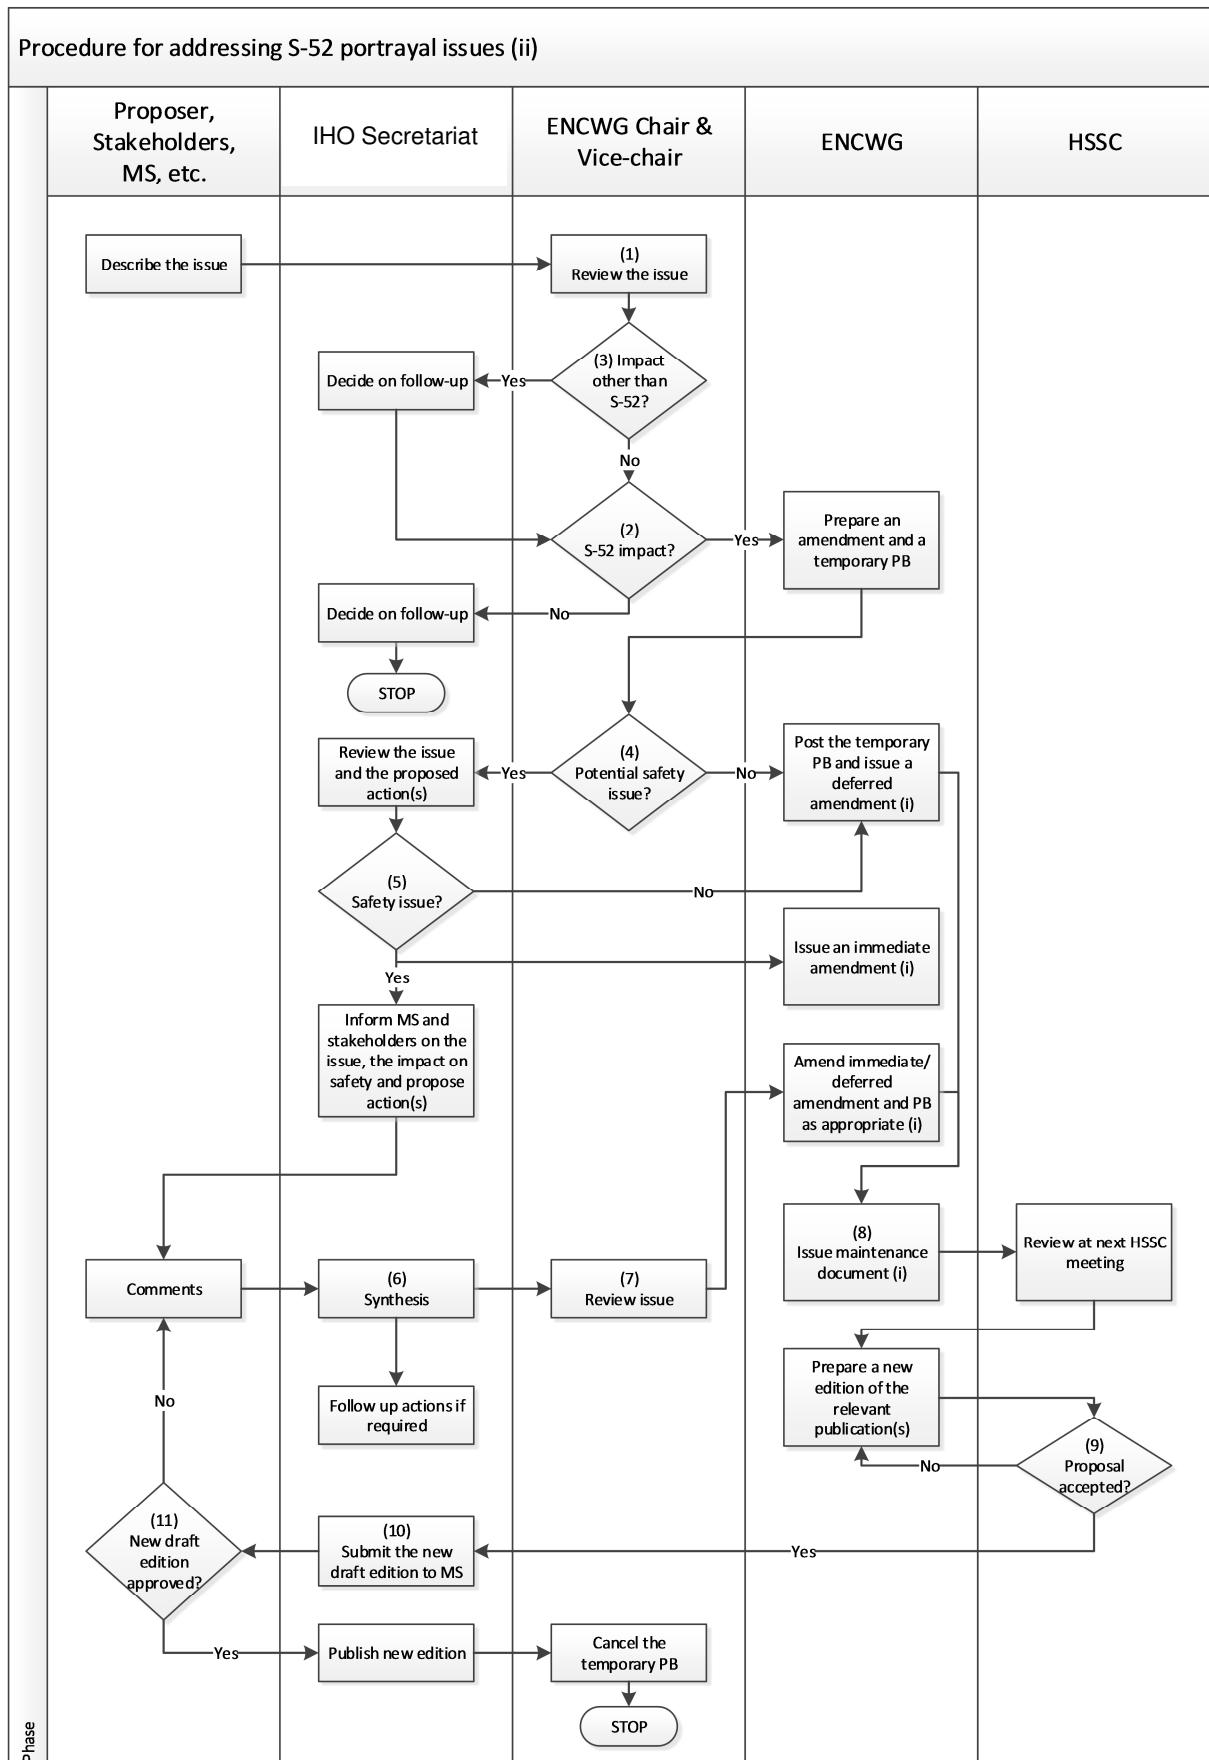 Procedure for addressing S-52 portrayal issues (ii)
Proposer,
Stakeholders,
MS, etc.
IHO Secretariat
ENCWG Chair &
Vice-chair
ENCWG
HSSC
Describe the issue
(1)
Review the issue
Decide on follow-up
Yes
(3) Impact
other than
S-52?
No
(2)
S-52 impact?
Yes
Prepare an
amendment and a
temporary PB
Decide on follow-up
No
STOP
Review the issue
and the proposed
action(s)
Yes
(4)
Potential safety
issue?
No
Post the temporary
PB and issue a
deferred
amendment (i)
(5)
Safety issue?
No
Issue an immediate
amendment (i)
Yes
Inform MS and
stakeholders on the
issue, the impact on
safety and propose
action(s)
Amend immediate/
deferred
amendment and PB
as appropriate (i)
(8)
Issue maintenance
document (i)
Review at next HSSC
meeting
Comments
(6)
Synthesis
(7)
Review issue
Prepare a new
edition of the
relevant
publication(s)
No
Follow up actions if
required
(9)
Proposal
accepted?
No
(11)
New draft
edition
approved?
(10)
Submit the new
draft edition to MS
Yes
Yes
Publish new edition
Cancel the
temporary PB
STOP
Phase